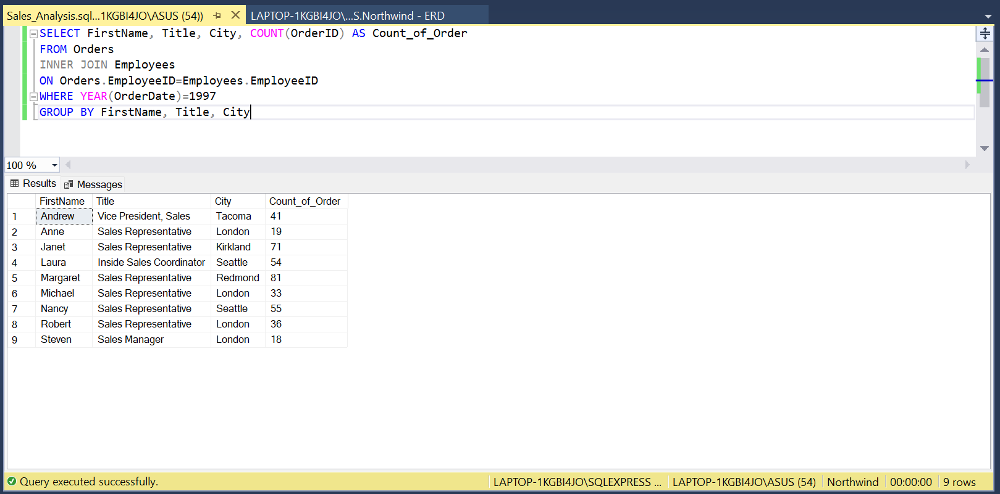 Sales_Analysis.sql...1KGBI4JO\ASUS (54)) LAPTOP-1KGBI4JO\...S.Northwind - ERD
SELECT FirstName, Title, City, COUNT(OrderID) AS Count_of_Order
FROM Orders
INNER JOIN Employees
ON Orders.EmployeeID=Employees.EmployeeID
WHERE YEAR(OrderDate)=1997
GROUP BY FirstName, Title, City
100 %
Results Messages
FirstName Title City Count_of_Order
1 Andrew Vice President, Sales Tacoma 41
2 Anne Sales Representative London 19
3 Janet Sales Representative Kirkland 71
4 Laura Inside Sales Coordinator Seattle 54
5 Margaret Sales Representative Redmond 81
6 Michael Sales Representative London 33
7 Nancy Sales Representative Seattle 55
8 Robert Sales Representative London 36
9 Steven Sales Manager London 18
Query executed successfully. LAPTOP-1KGBI4JO\SQLEXPRESS ... LAPTOP-1KGBI4JO\ASUS (54) Northwind 00:00:00 9 rows